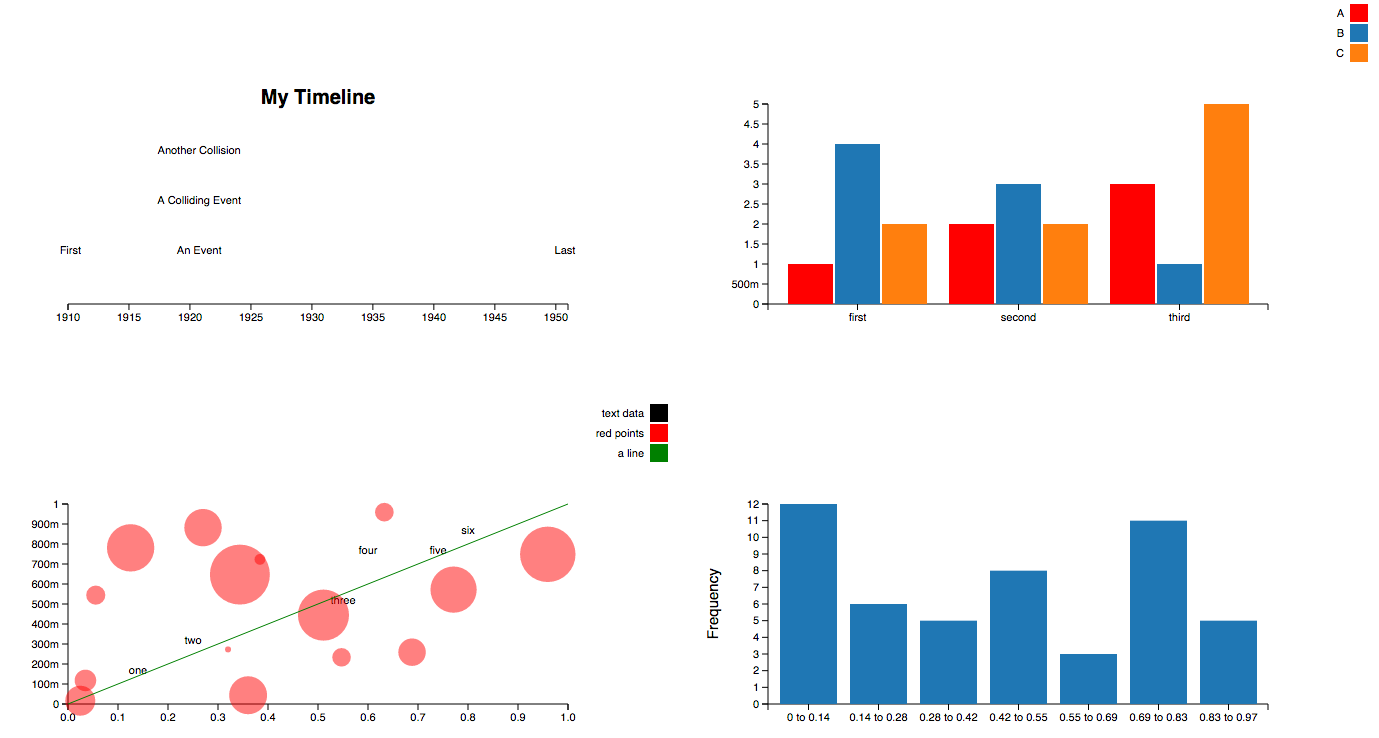 My Timeline
Another Collision
A Colliding Event
First An Event Last
1910 1915 1920 1925 1930 1935 1940 1945 1950
A
B
C
5
4.5
4
3.5
3
2.5
2
1.5
1
500m
0
first second third
text data
red points
a line
1
900m
800m
700m
600m
500m
400m
300m
200m
100m
0
six
four five
three
two
one
0.0 0.1 0.2 0.3 0.4 0.5 0.6 0.7 0.8 0.9 1.0
Frequency
12
11
10
9
8
7
6
5
4
3
2
1
0
0 to 0.14 0.14 to 0.28 0.28 to 0.42 0.42 to 0.55 0.55 to 0.69 0.69 to 0.83 0.83 to 0.97